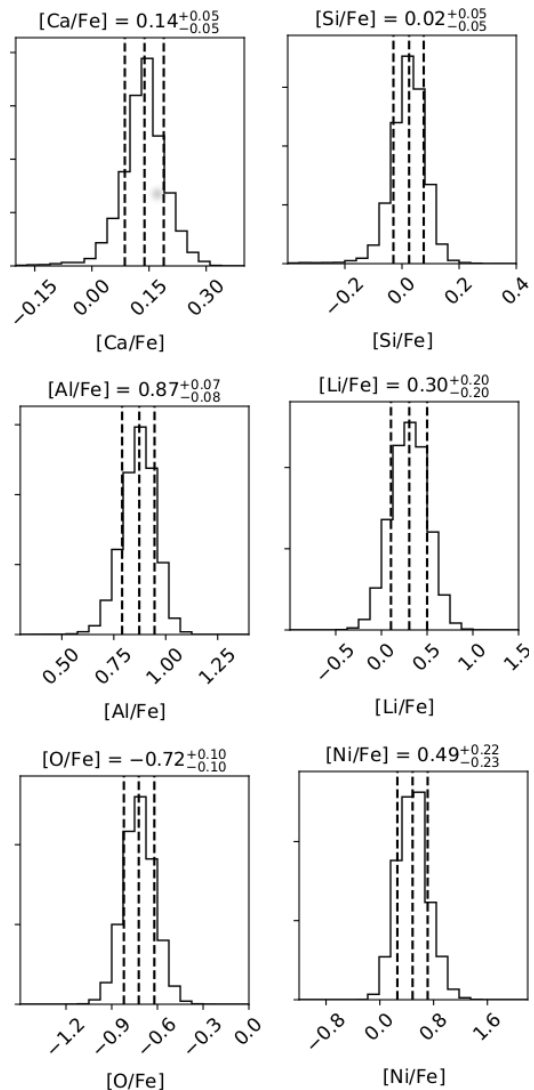 [Ca/Fe] = 0.14+0.05 −0.05
[Si/Fe] = 0.02+0.05 −0.05
−0.15 0.00 0.15 0.30
−0.2 0.0 0.2 0.4
[Ca/Fe]
[Si/Fe]
[Al/Fe] = 0.87+0.07 −0.08
[Li/Fe] = 0.30+0.20 −0.20
0.50 0.75 1.00 1.25
−0.5 0.0 0.5 1.0 1.5
[Al/Fe]
[Li/Fe]
[O/Fe] = −0.72+0.10 −0.10
[Ni/Fe] = 0.49+0.22 −0.23
−1.2 −0.9 −0.6 −0.3 0.0
−0.8 0.0 0.8 1.6
[O/Fe]
[Ni/Fe]